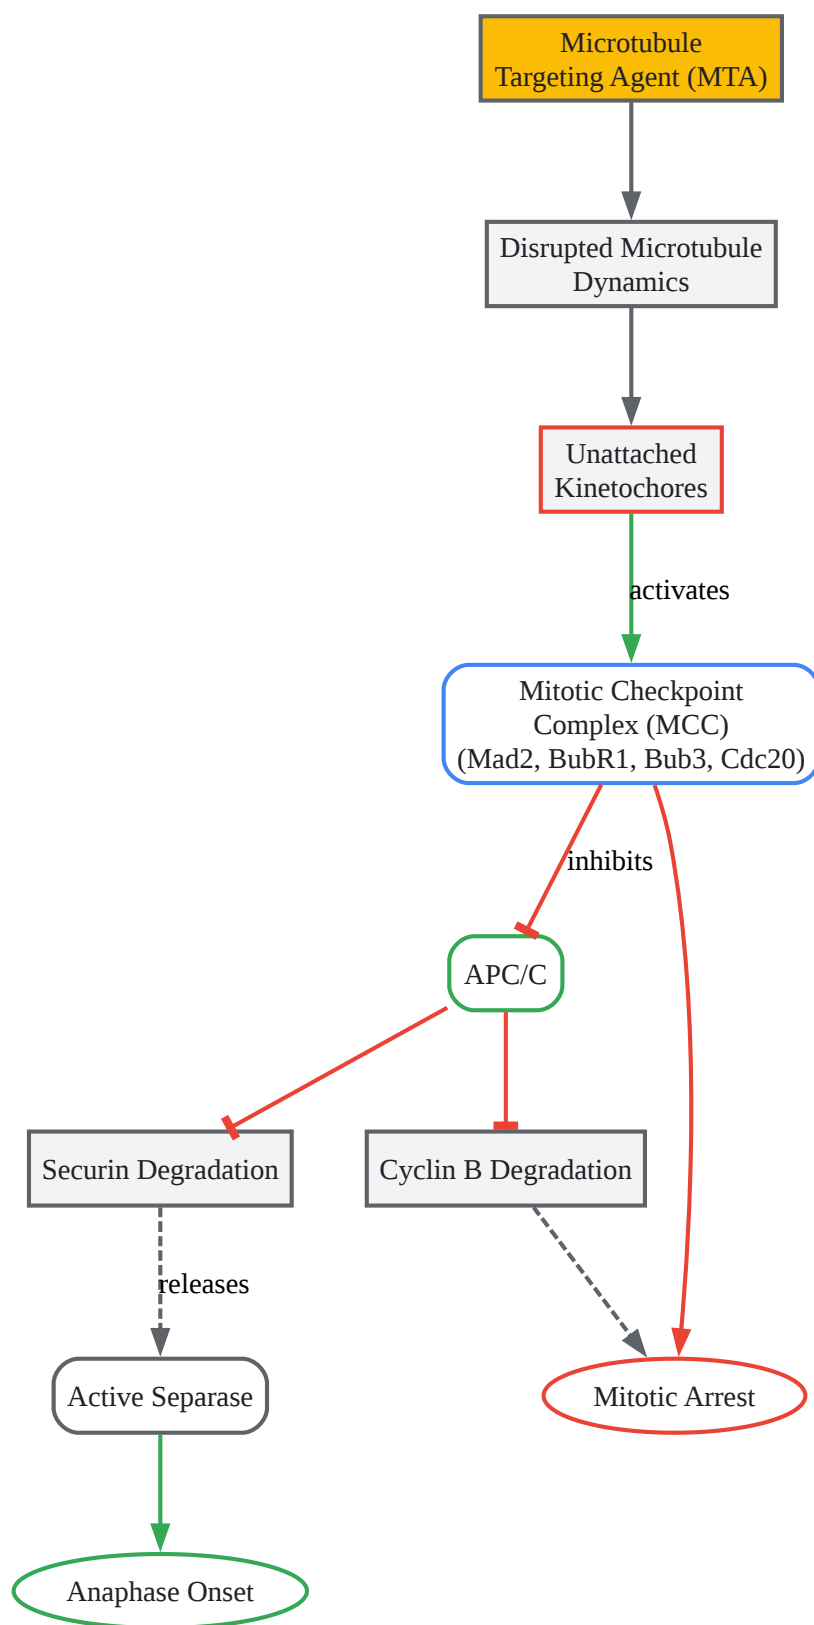 Microtubule
Targeting Agent (MTA)
Disrupted Microtubule
Dynamics
Unattached
Kinetochores
activates
Mitotic Checkpoint
Complex (MCC)
(Mad2, BubR1, Bub3, Cdc20)
inhibits
APC/C
Securin Degradation
Cyclin B Degradation
releases
Active Separase
Mitotic Arrest
Anaphase Onset